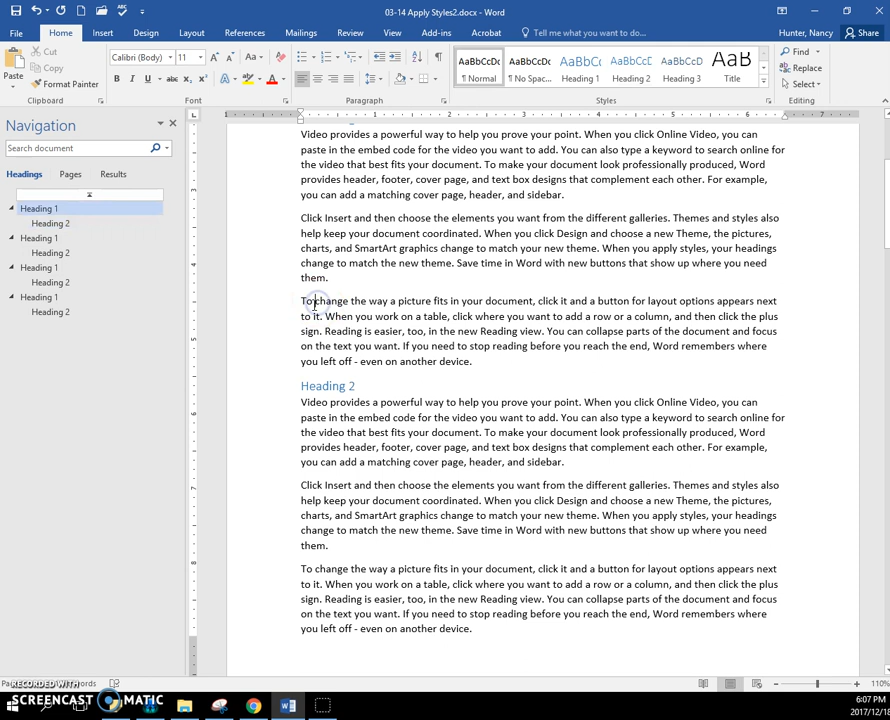 03-14 Apply Styles2.docx - Word
File Home Insert Design Layout References Mailings Review View Add-ins Acrobat Tell me what you want to do... Hunter, Nancy Share
Cut
Copy
Paste
Format Painter
Calibri (Body) 11
Aa
B I U abc X₂ X²
AaBbCcDc AaBbCcDc AaBbCc AaBbCcC AaBbCcDc AaB
¶ Normal ¶ No Spac... Heading 1 Heading 2 Heading 3 Title
Find
Replace
Select
Clipboard Font Paragraph Styles Editing
Navigation
Search document
Headings Pages Results
Heading 1
Heading 2
Heading 1
Heading 2
Heading 1
Heading 2
Heading 1
Heading 2
1 1 2 3 4 5 6 7
3
4
5
6
7
8
Video provides a powerful way to help you prove your point. When you click Online Video, you can
paste in the embed code for the video you want to add. You can also type a keyword to search online for
the video that best fits your document. To make your document look professionally produced, Word
provides header, footer, cover page, and text box designs that complement each other. For example,
you can add a matching cover page, header, and sidebar.
Click Insert and then choose the elements you want from the different galleries. Themes and styles also
help keep your document coordinated. When you click Design and choose a new Theme, the pictures,
charts, and SmartArt graphics change to match your new theme. When you apply styles, your headings
change to match the new theme. Save time in Word with new buttons that show up where you need
them.
To change the way a picture fits in your document, click it and a button for layout options appears next
to it. When you work on a table, click where you want to add a row or a column, and then click the plus
sign. Reading is easier, too, in the new Reading view. You can collapse parts of the document and focus
on the text you want. If you need to stop reading before you reach the end, Word remembers where
you left off - even on another device.
Heading 2
Video provides a powerful way to help you prove your point. When you click Online Video, you can
paste in the embed code for the video you want to add. You can also type a keyword to search online for
the video that best fits your document. To make your document look professionally produced, Word
provides header, footer, cover page, and text box designs that complement each other. For example,
you can add a matching cover page, header, and sidebar.
Click Insert and then choose the elements you want from the different galleries. Themes and styles also
help keep your document coordinated. When you click Design and choose a new Theme, the pictures,
charts, and SmartArt graphics change to match your new theme. When you apply styles, your headings
change to match the new theme. Save time in Word with new buttons that show up where you need
them.
To change the way a picture fits in your document, click it and a button for layout options appears next
to it. When you work on a table, click where you want to add a row or a column, and then click the plus
sign. Reading is easier, too, in the new Reading view. You can collapse parts of the document and focus
on the text you want. If you need to stop reading before you reach the end, Word remembers where
you left off - even on another device.
110%
RECORDED WITH
SCREENCAST MATIC
6:07 PM
2017/12/18